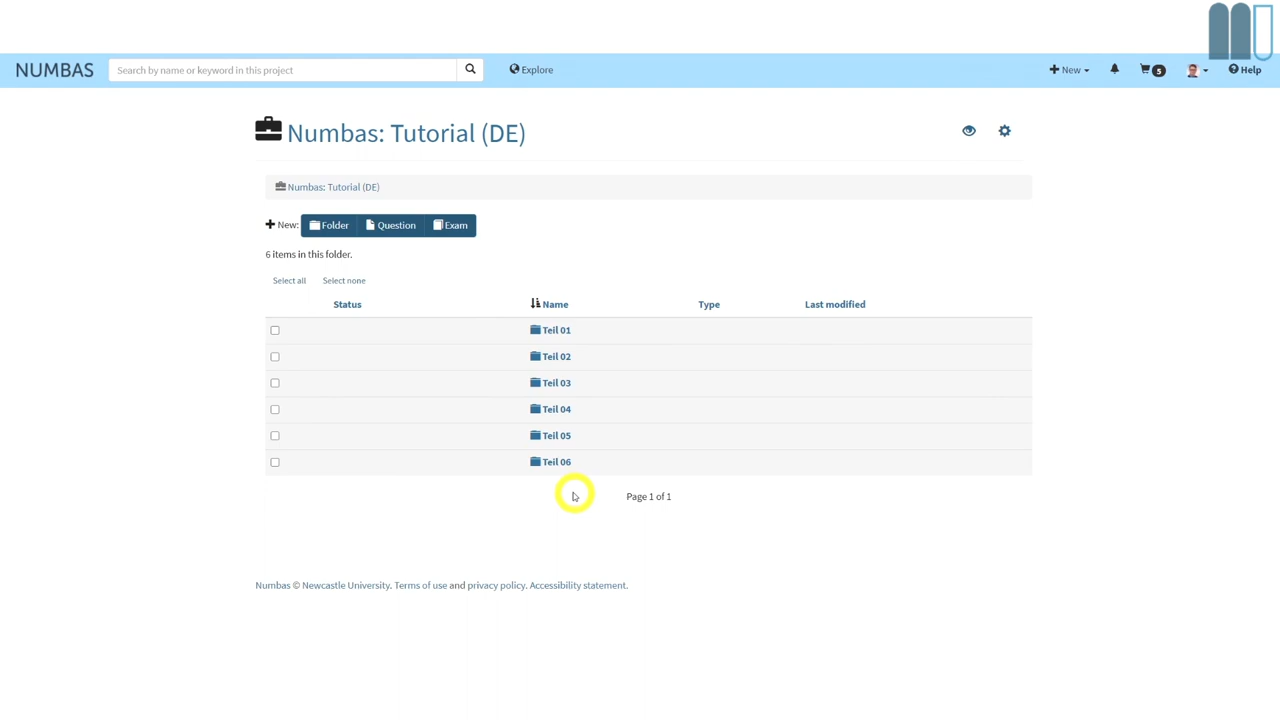 NUMBAS
Search by name or keyword in this project
Explore
New
5
Help
Numbas: Tutorial (DE)
Numbas: Tutorial (DE)
New: Folder Question Exam
6 items in this folder.
Select all Select none
Status Name Type Last modified
Teil 01
Teil 02
Teil 03
Teil 04
Teil 05
Teil 06
Page 1 of 1
Numbas © Newcastle University. Terms of use and privacy policy. Accessibility statement.